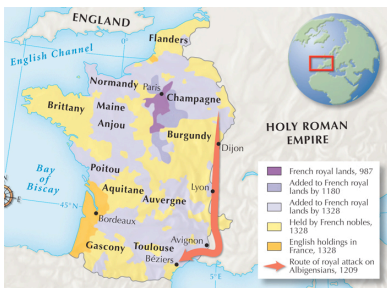 ENGLAND
Flanders
English Channel
Normandy
Paris
Champagne
Brittany
Maine
Anjou
Burgundy
HOLY ROMAN
EMPIRE
Dijon
Bay
of
Biscay
Poitou
Aquitane
Lyon
Auvergne
45°N
Bordeaux
Avignon
Gascony
Toulouse
Béziers
5°E
French royal lands, 987
Added to French royal
lands by 1180
Added to French royal
lands by 1328
Held by French nobles,
1328
English holdings in
France, 1328
Route of royal attack on
Albigensians, 1209